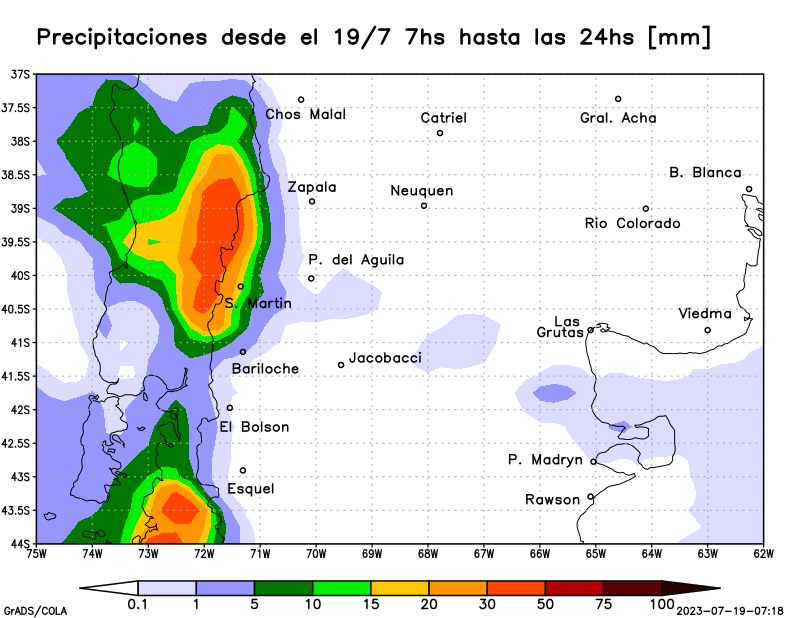 Precipitaciones desde el 19/7 7hs hasta las 24hs [mm]
37S
37.5S
Chos Malal
Catriel
Gral. Acha
38S
38.5S
B. Blanca
Zapala
Neuquen
39S
Rio Colorado
39.5S
P. del Aguila
40S
S. Martin
40.5S
Las
Grutas
Viedma
41S
Bariloche
Jacobacci
41.5S
42S
El Bolson
42.5S
P. Madryn
43S
Esquel
Rawson
43.5S
44S
75W 74W 73W 72W 71W 70W 69W 68W 67W 66W 65W 64W 63W 62W
0.1 1 5 10 15 20 30 50 75 100
GrADS/COLA
2023-07-19-07:18